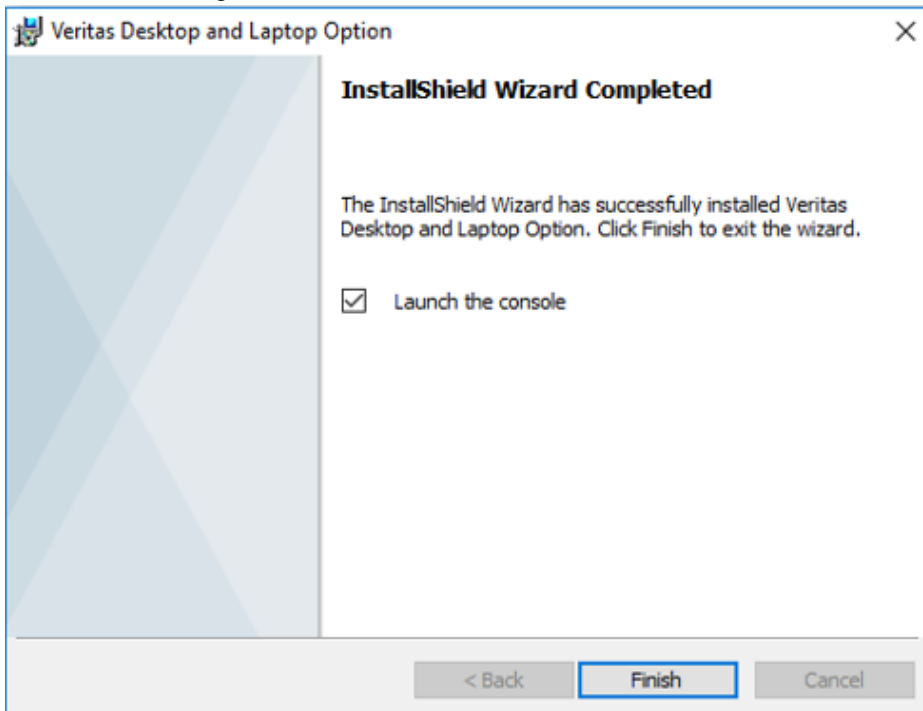 Veritas Desktop and Laptop Option
InstallShield Wizard Completed
The InstallShield Wizard has successfully installed Veritas
Desktop and Laptop Option. Click Finish to exit the wizard.
Launch the console
< Back
Finish
Cancel